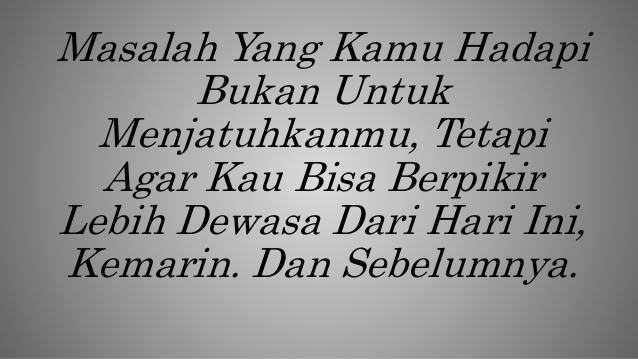 Masalah Yang Kamu Hadapi
Bukan Untuk
Menjatuhkanmu, Tetapi
Agar Kau Bisa Berpikir
Lebih Dewasa Dari Hari Ini,
Kemarin. Dan Sebelumnya.